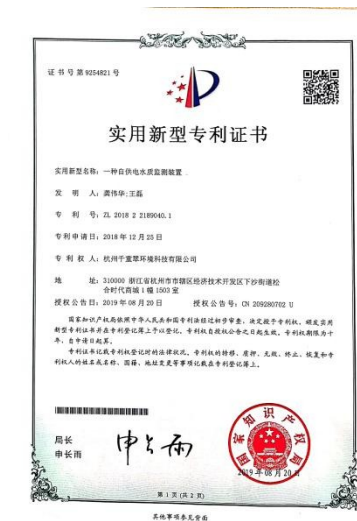 证书号第9254821号
实用新型专利证书
实用新型名称：一种自供电水质监测装置
发 明 人：龚伟华;王磊
专 利 号：ZL 2018 2 2189040.1
专利申请日：2018年12月25日
专 利 权 人：杭州千壹萃环境科技有限公司
地 址：310000 浙江省杭州市市辖区经济技术开发区下沙街道松
合时代商城1幢1503室
授权公告日：2019年08月20日 授权公告号：CN 209280702 U
国家知识产权局依照中华人民共和国专利法经过初步审查，决定授予专利权，颁发实用
新型专利证书并在专利登记簿上予以登记。专利权自授权公告之日起生效。专利权期限为十
年，自申请日起算。
专利证书记载专利权登记时的法律状况。专利权的转移、质押、无效、终止、恢复和专
利权人的姓名或名称、国籍、地址变更等事项记载在专利登记簿上。
局长
申长雨
申长雨
国家知识产权局
2019年08月20日
第 1 页 (共 2 页)
其他事项参见背面